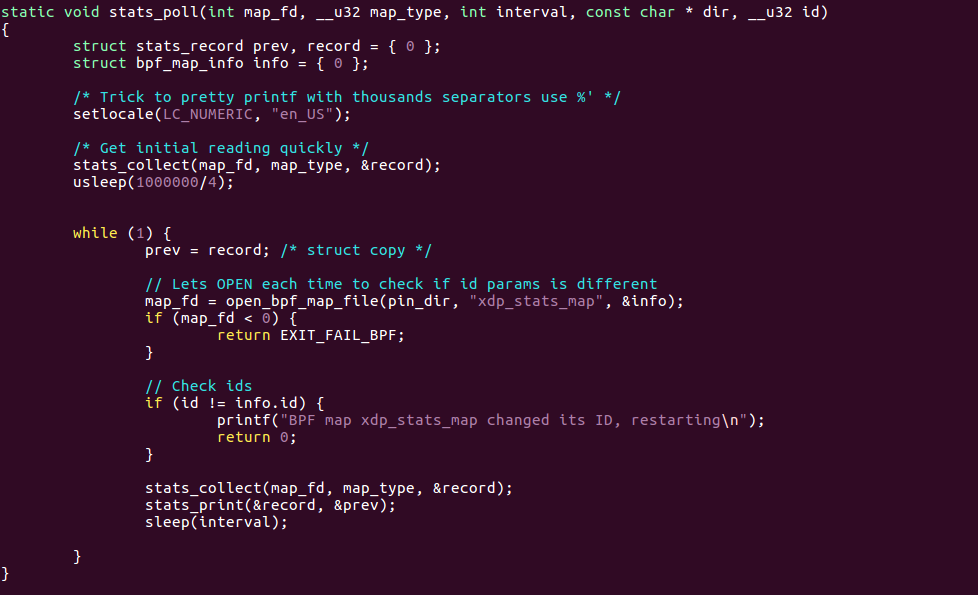 static void stats_poll(int map_fd, __u32 map_type, int interval, const char * dir, __u32 id)
{
        struct stats_record prev, record = { 0 };
        struct bpf_map_info info = { 0 };

        /* Trick to pretty printf with thousands separators use %' */
        setlocale(LC_NUMERIC, "en_US");

        /* Get initial reading quickly */
        stats_collect(map_fd, map_type, &record);
        usleep(1000000/4);


        while (1) {
                prev = record; /* struct copy */

                // Lets OPEN each time to check if id params is different
                map_fd = open_bpf_map_file(pin_dir, "xdp_stats_map", &info);
                if (map_fd < 0) {
                        return EXIT_FAIL_BPF;
                }

                // Check ids
                if (id != info.id) {
                        printf("BPF map xdp_stats_map changed its ID, restarting\n");
                        return 0;
                }

                stats_collect(map_fd, map_type, &record);
                stats_print(&record, &prev);
                sleep(interval);

        }
}